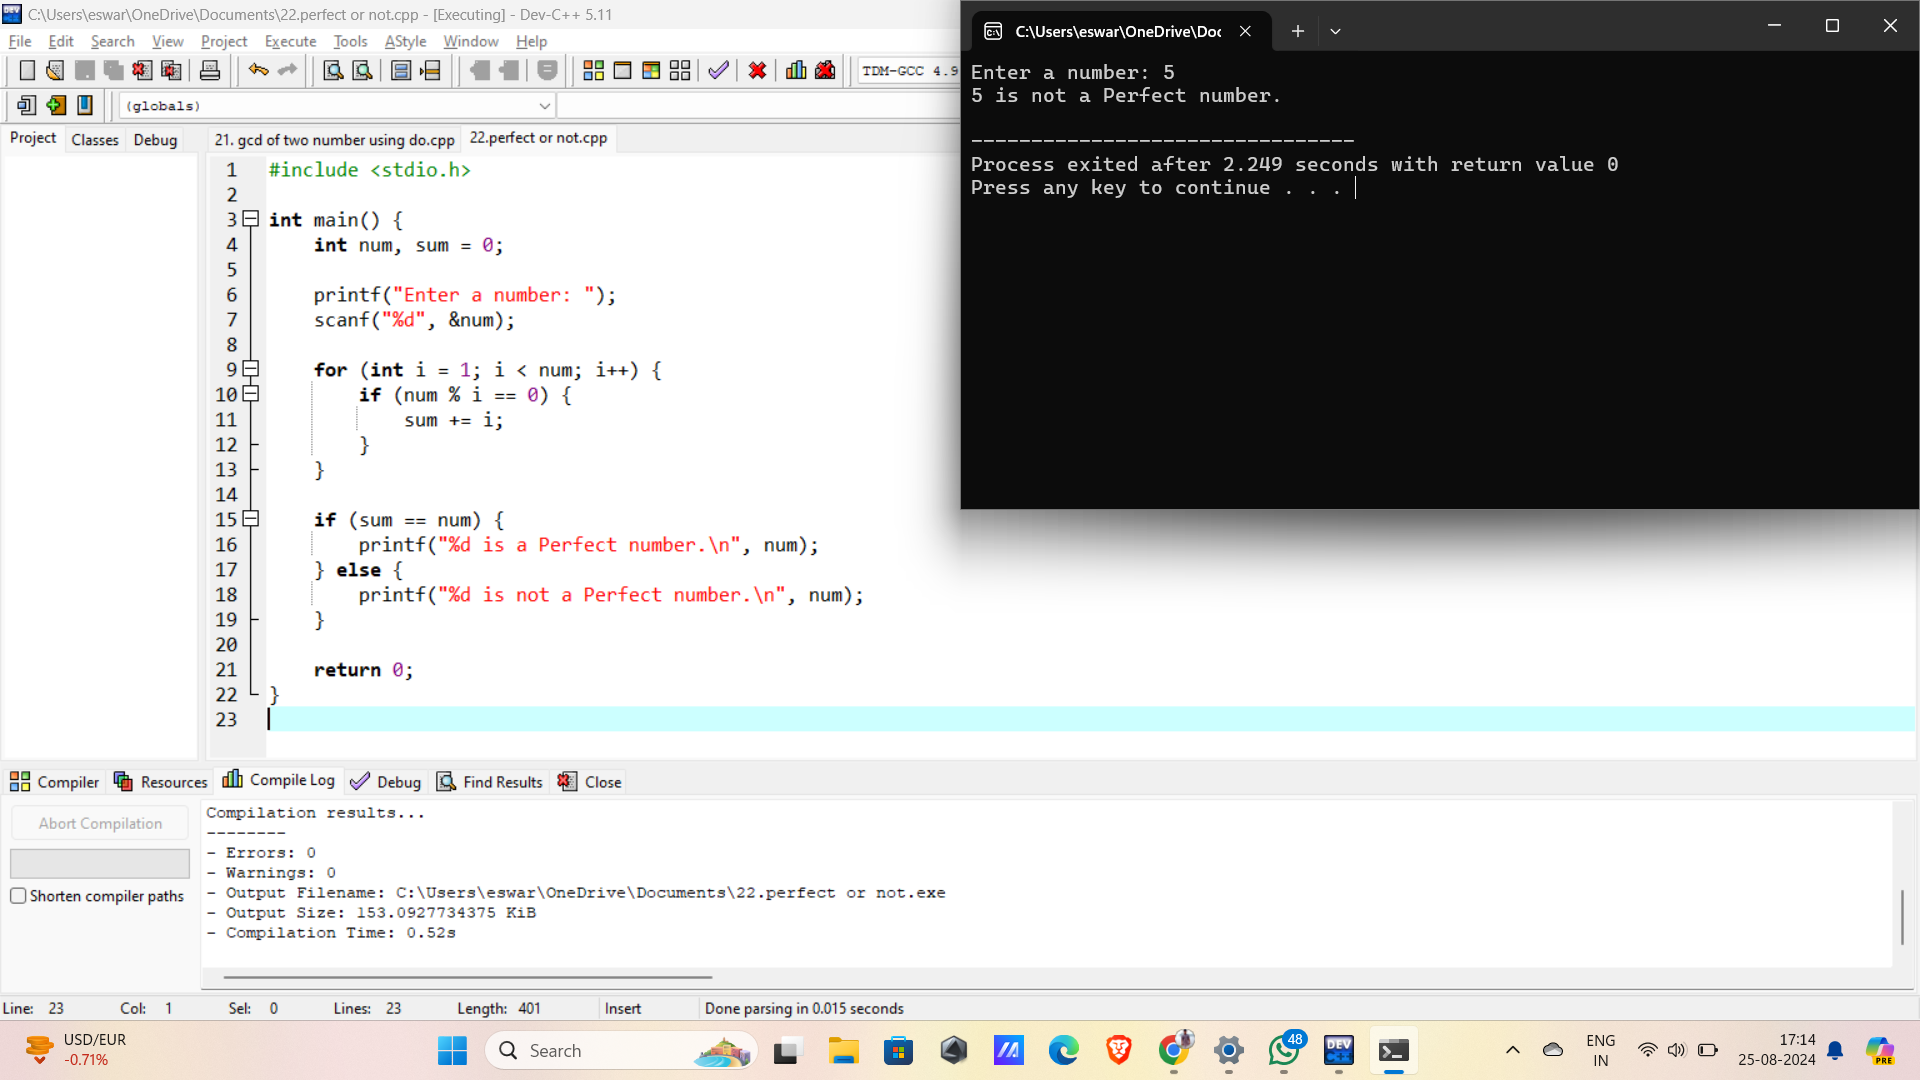 C:\Users\eswar\OneDrive\Documents\22.perfect or not.cpp - [Executing] - Dev-C++ 5.11
File Edit Search View Project Execute Tools AStyle Window Help
TDM-GCC 4.9
(globals)
Project Classes Debug
21. gcd of two number using do.cpp 22.perfect or not.cpp
1 #include <stdio.h>
2
3 int main() {
4 int num, sum = 0;
5
6 printf("Enter a number: ");
7 scanf("%d", &num);
8
9 for (int i = 1; i < num; i++) {
10 if (num % i == 0) {
11 sum += i;
12 }
13 }
14
15 if (sum == num) {
16 printf("%d is a Perfect number.\n", num);
17 } else {
18 printf("%d is not a Perfect number.\n", num);
19 }
20
21 return 0;
22 }
23
C:\Users\eswar\OneDrive\Doc
Enter a number: 5
5 is not a Perfect number.
--------------------------------
Process exited after 2.249 seconds with return value 0
Press any key to continue . . .
Compiler Resources Compile Log Debug Find Results Close
Abort Compilation
Shorten compiler paths
Compilation results...
--------
- Errors: 0
- Warnings: 0
- Output Filename: C:\Users\eswar\OneDrive\Documents\22.perfect or not.exe
- Output Size: 153.0927734375 KiB
- Compilation Time: 0.52s
Line: 23 Col: 1 Sel: 0 Lines: 23 Length: 401 Insert Done parsing in 0.015 seconds
USD/EUR
-0.71%
Search
48
DEV
ENG
IN
17:14
25-08-2024
PRE